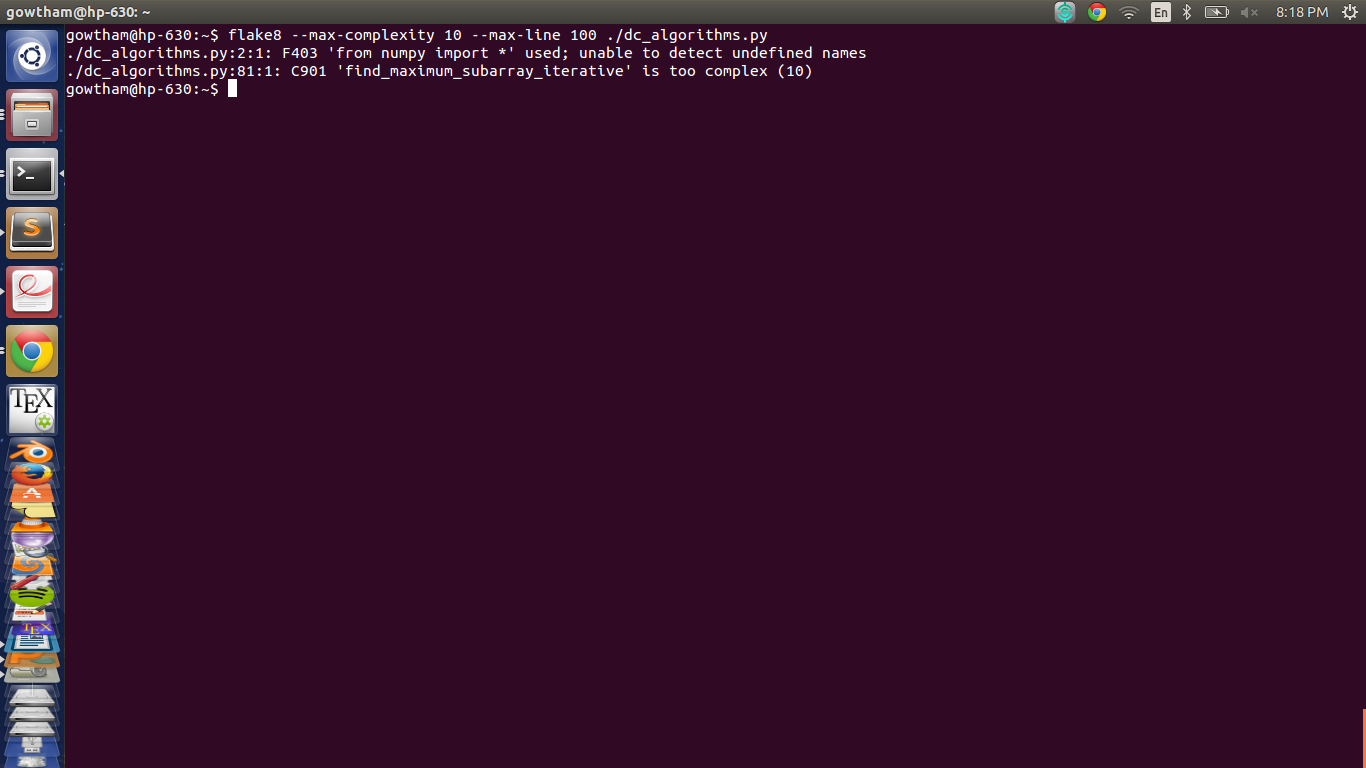 gowtham@hp-630: ~
En
8:18 PM
gowtham@hp-630:~$ flake8 --max-complexity 10 --max-line 100 ./dc_algorithms.py
./dc_algorithms.py:2:1: F403 'from numpy import *' used; unable to detect undefined names
./dc_algorithms.py:81:1: C901 'find_maximum_subarray_iterative' is too complex (10)
gowtham@hp-630:~$
>_
S
TEX
TEX